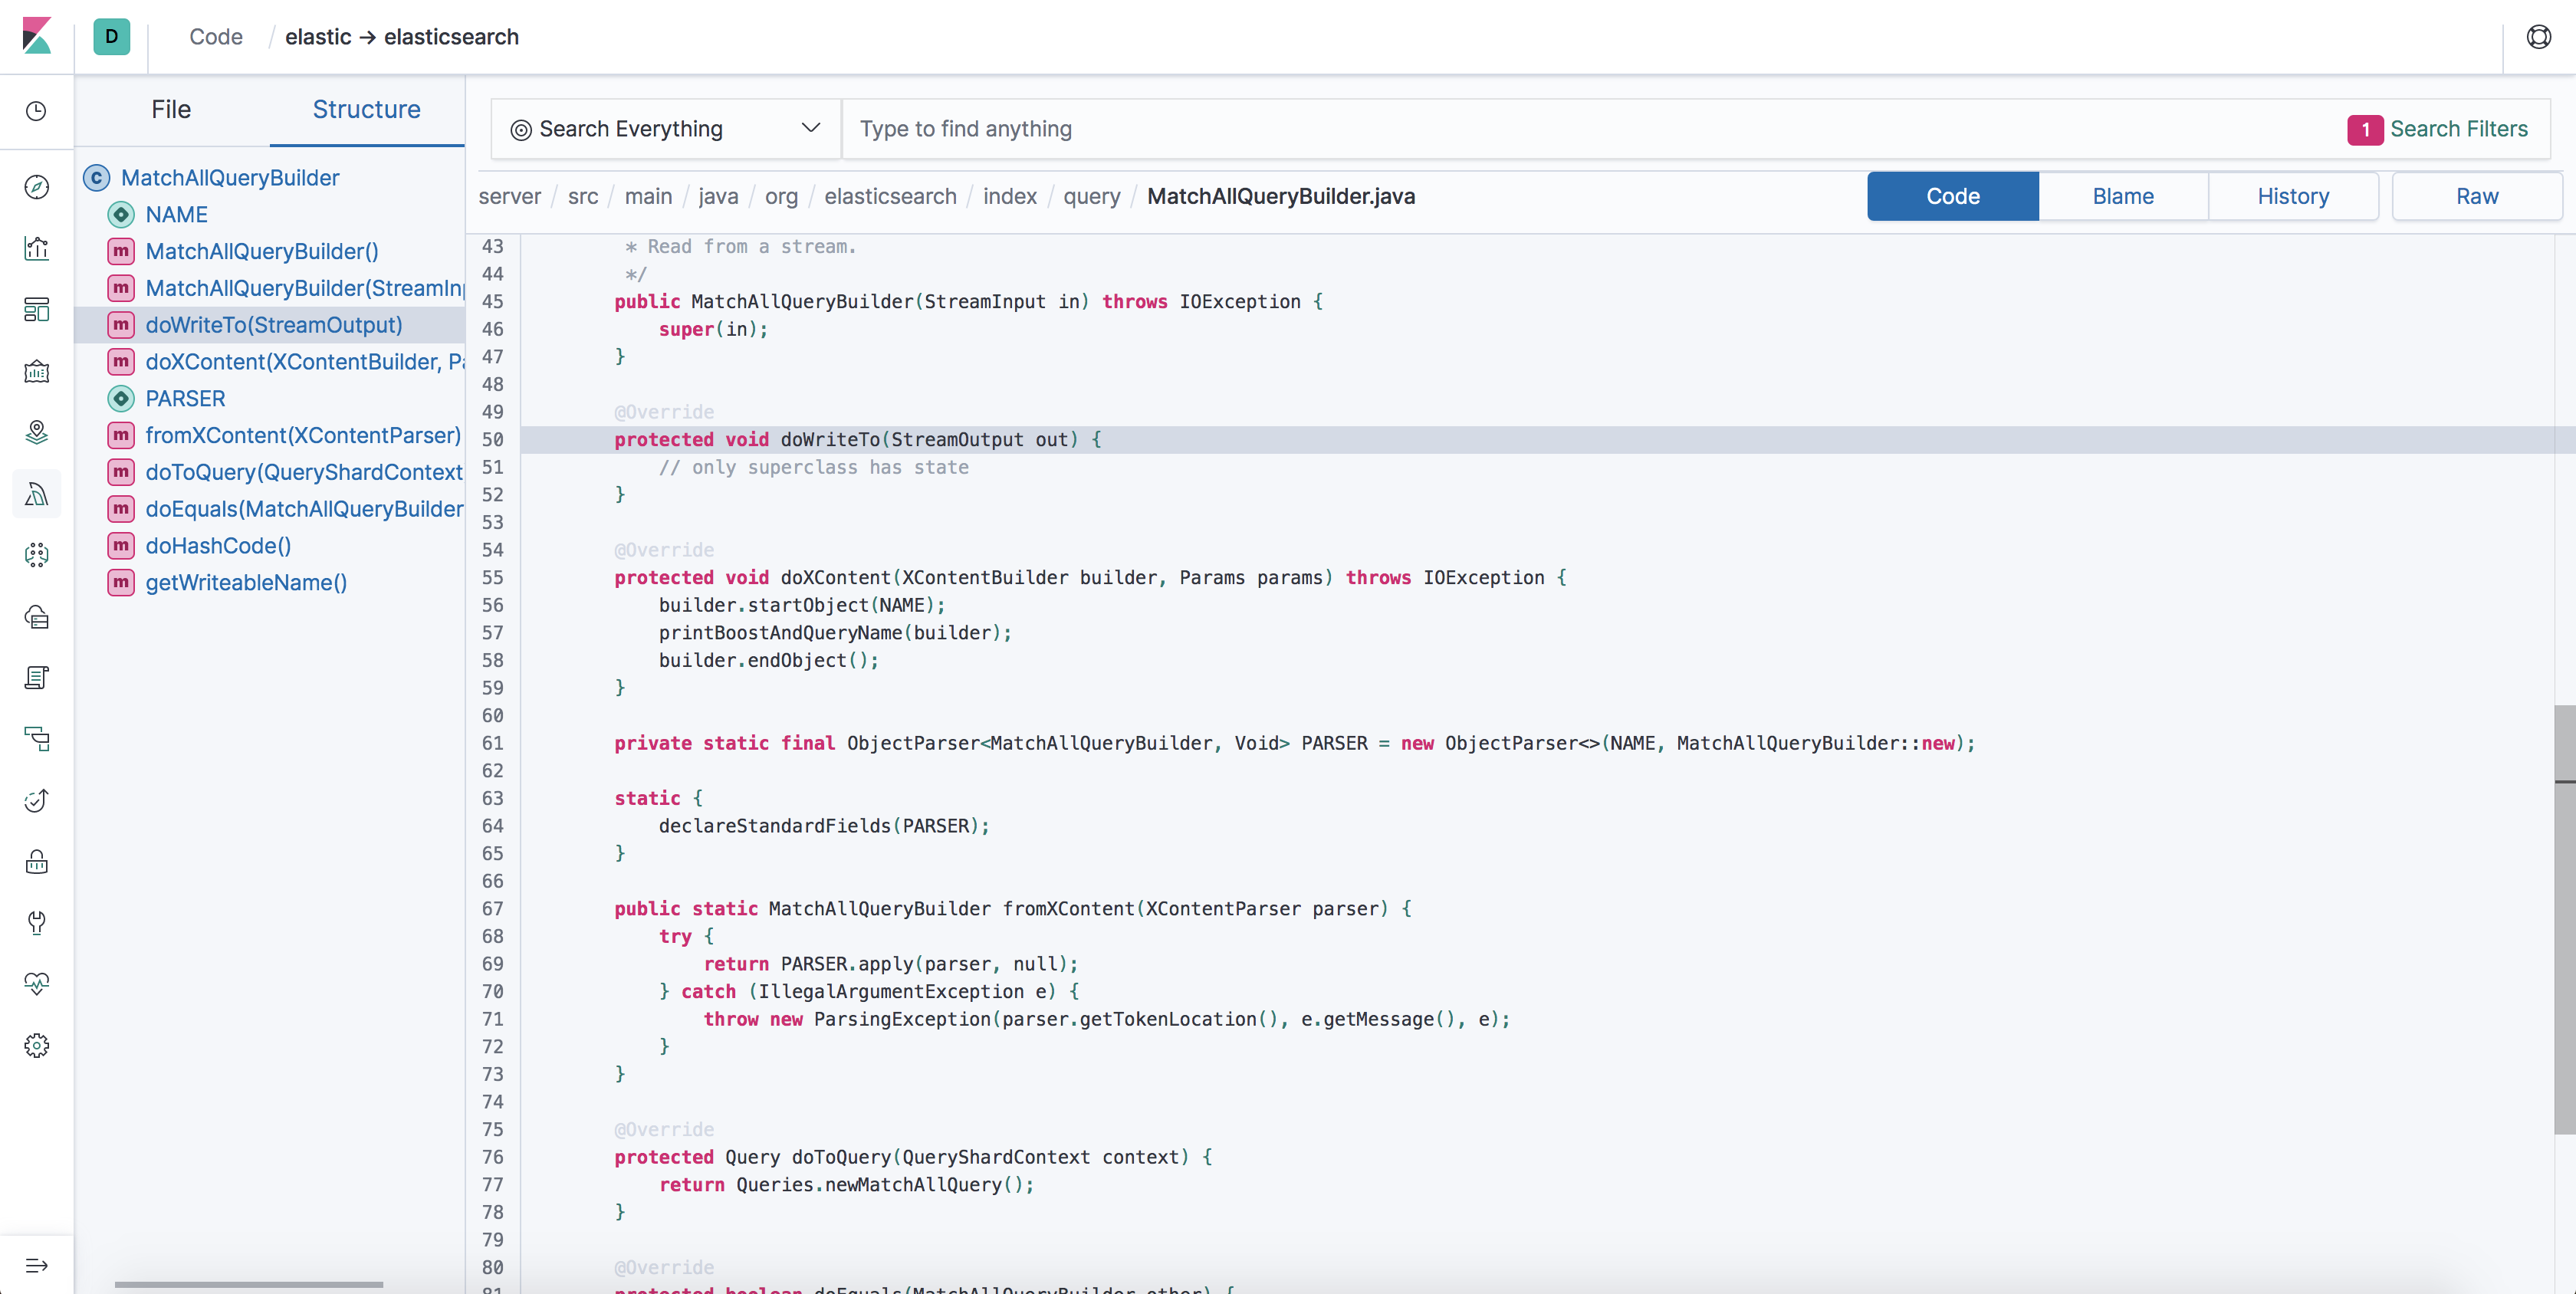 D Code / elastic → elasticsearch
File Structure
C MatchAllQueryBuilder
NAME
m MatchAllQueryBuilder()
m MatchAllQueryBuilder(StreamInp
m doWriteTo(StreamOutput)
m doXContent(XContentBuilder, Pa
PARSER
m fromXContent(XContentParser)
m doToQuery(QueryShardContext
m doEquals(MatchAllQueryBuilder
m doHashCode()
m getWriteableName()
Search Everything Type to find anything 1 Search Filters
server / src / main / java / org / elasticsearch / index / query / MatchAllQueryBuilder.java Code Blame History Raw
43 * Read from a stream.
44 */
45 public MatchAllQueryBuilder(StreamInput in) throws IOException {
46 super(in);
47 }
48
49 @Override
50 protected void doWriteTo(StreamOutput out) {
51 // only superclass has state
52 }
53
54 @Override
55 protected void doXContent(XContentBuilder builder, Params params) throws IOException {
56 builder.startObject(NAME);
57 printBoostAndQueryName(builder);
58 builder.endObject();
59 }
60
61 private static final ObjectParser<MatchAllQueryBuilder, Void> PARSER = new ObjectParser<>(NAME, MatchAllQueryBuilder::new);
62
63 static {
64 declareStandardFields(PARSER);
65 }
66
67 public static MatchAllQueryBuilder fromXContent(XContentParser parser) {
68 try {
69 return PARSER.apply(parser, null);
70 } catch (IllegalArgumentException e) {
71 throw new ParsingException(parser.getTokenLocation(), e.getMessage(), e);
72 }
73 }
74
75 @Override
76 protected Query doToQuery(QueryShardContext context) {
77 return Queries.newMatchAllQuery();
78 }
79
80 @Override
81 protected boolean doEquals(MatchAllQueryBuilder other) {